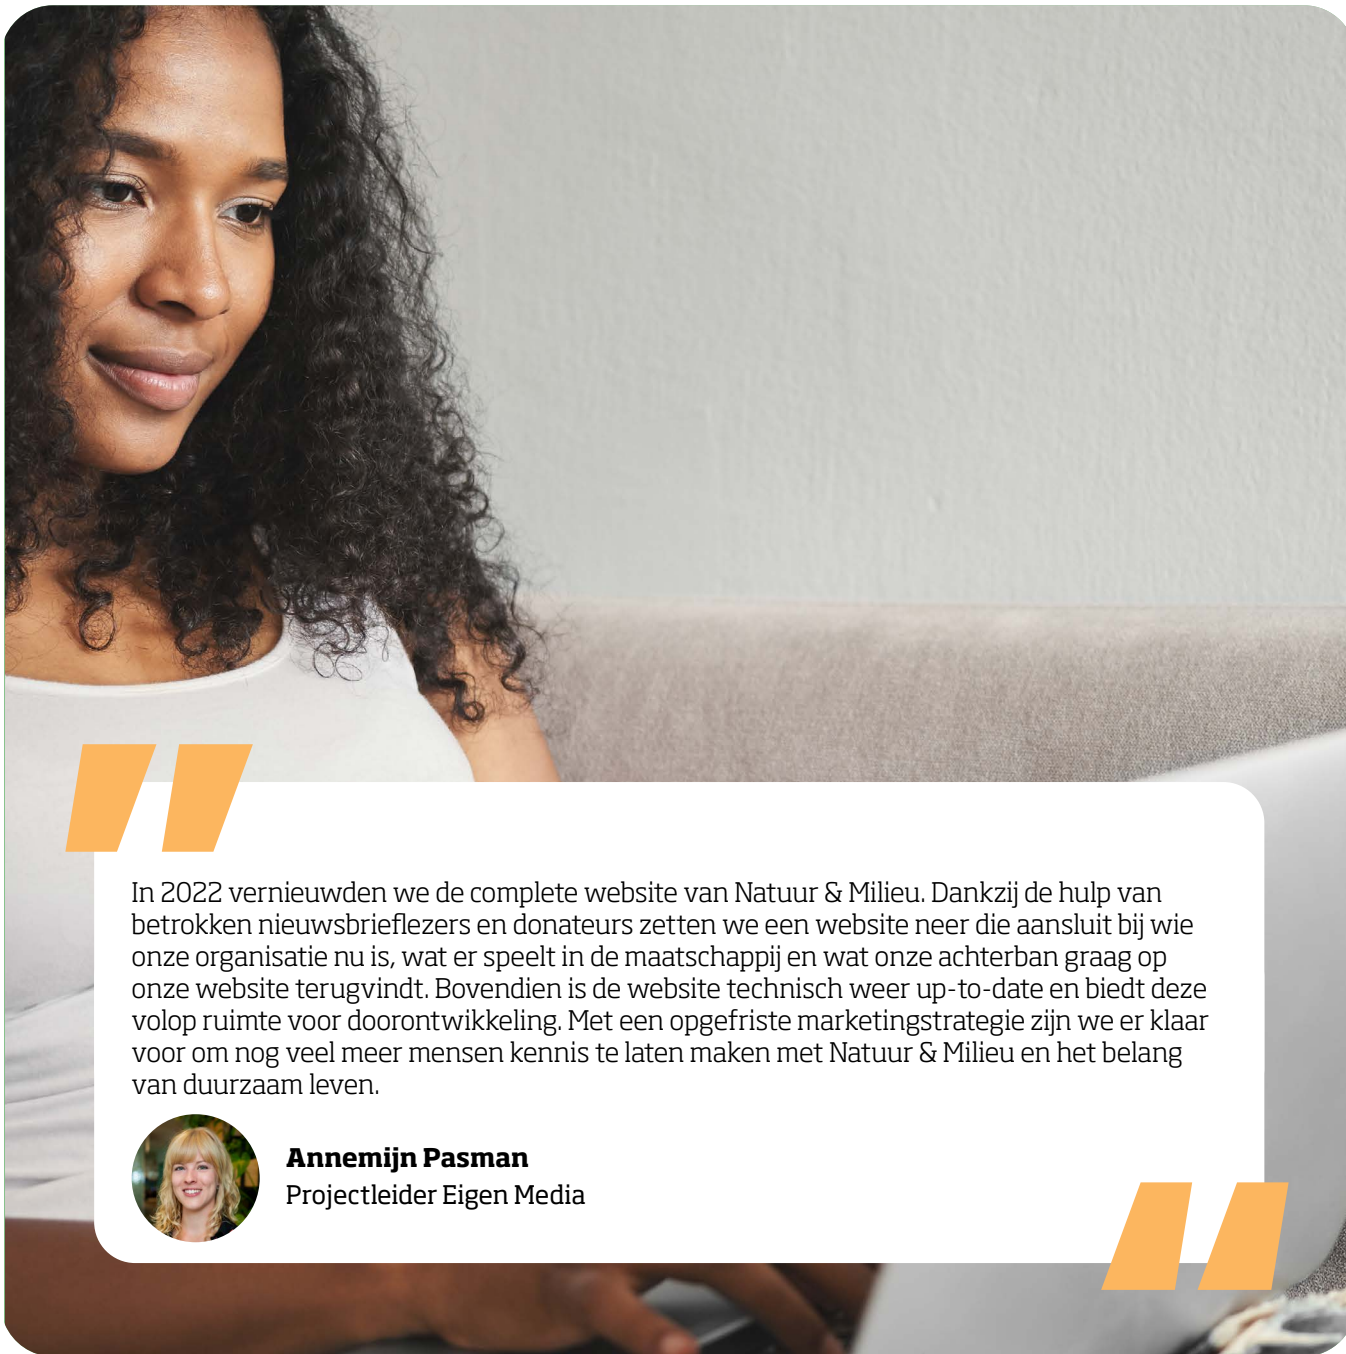 In 2022 vernieuwden we de complete website van Natuur & Milieu. Dankzij de hulp van
betrokken nieuwsbrieflezers en donateurs zetten we een website neer die aansluit bij wie
onze organisatie nu is, wat er speelt in de maatschappij en wat onze achterban graag op
onze website terugvindt. Bovendien is de website technisch weer up-to-date en biedt deze
volop ruimte voor doorontwikkeling. Met een opgefriste marketingstrategie zijn we er klaar
voor om nog veel meer mensen kennis te laten maken met Natuur & Milieu en het belang
van duurzaam leven.
Annemijn Pasman
Projectleider Eigen Media